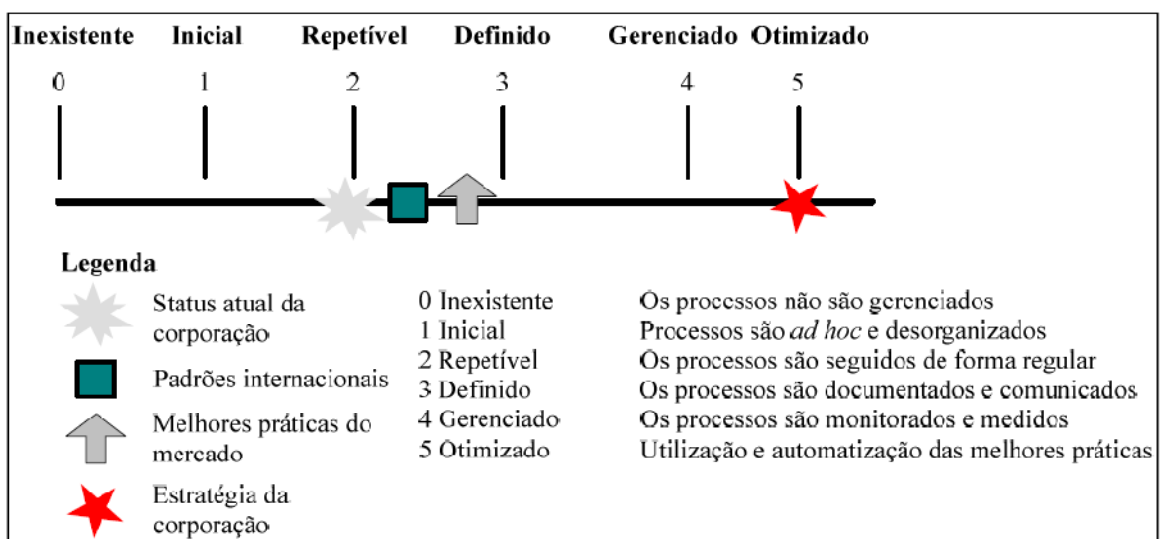 Inexistente Inicial Repetível Definido Gerenciado Otimizado
0 1 2 3 4 5
Legenda
Status atual da
corporação
Padrões internacionais
Melhores práticas do
mercado
Estratégia da
corporação
0 Inexistente Os processos não são gerenciados
1 Inicial Processos são ad hoc e desorganizados
2 Repetível Os processos são seguidos de forma regular
3 Definido Os processos são documentados e comunicados
4 Gerenciado Os processos são monitorados e medidos
5 Otimizado Utilização e automatização das melhores práticas